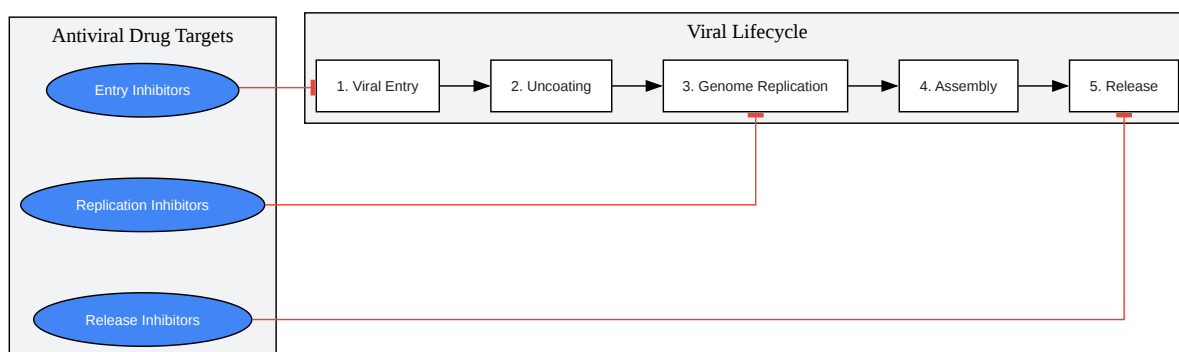 Antiviral Drug Targets
Entry Inhibitors
Replication Inhibitors
Release Inhibitors
Viral Lifecycle
1. Viral Entry
2. Uncoating
3. Genome Replication
4. Assembly
5. Release